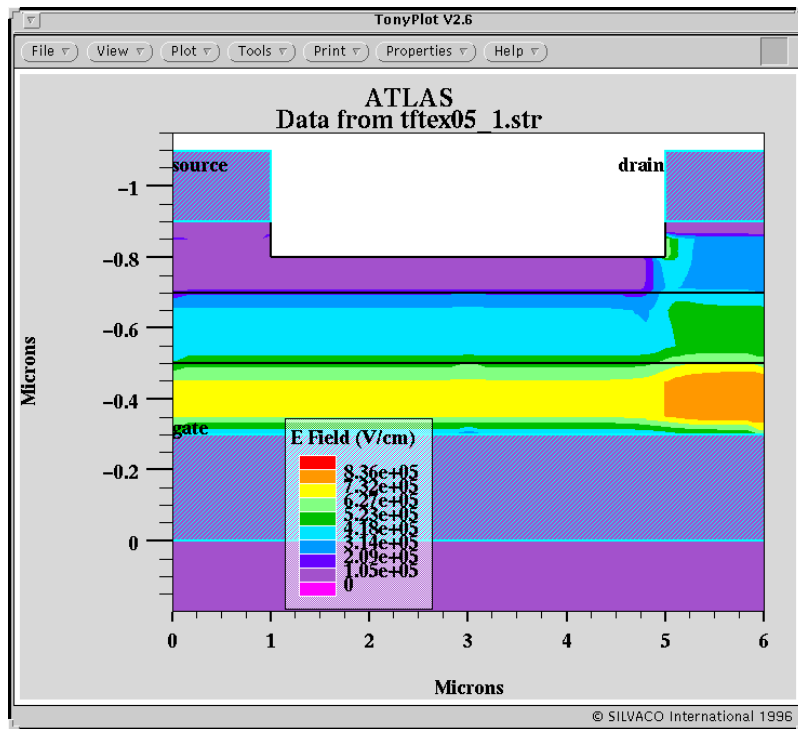 TonyPlot V2.6
File View Plot Tools Print Properties Help
ATLAS
Data from tftex05_1.str
source
drain
gate
Microns
-1
-0.8
-0.6
-0.4
-0.2
0
E Field (V/cm)
8.36e+05
7.32e+05
6.27e+05
5.23e+05
4.18e+05
3.14e+05
2.09e+05
1.05e+05
0
0 1 2 3 4 5 6
Microns
© SILVACO International 1996